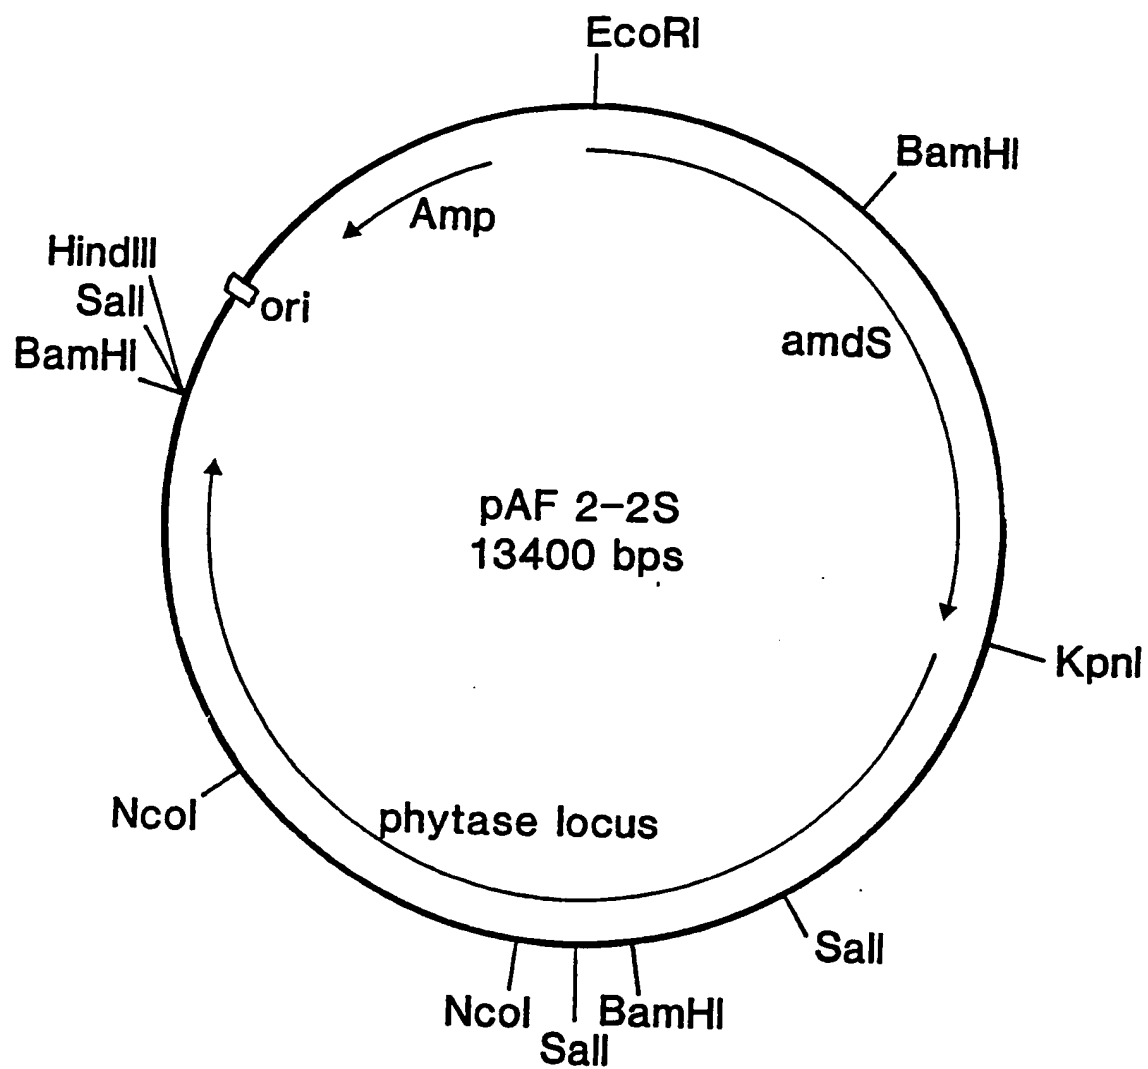 EcoRI
BamHI
Amp
HindIII
SalI
ori
BamHI
amdS
pAF 2-2S
13400 bps
KpnI
NcoI
phytase locus
SalI
NcoI
BamHI
SalI